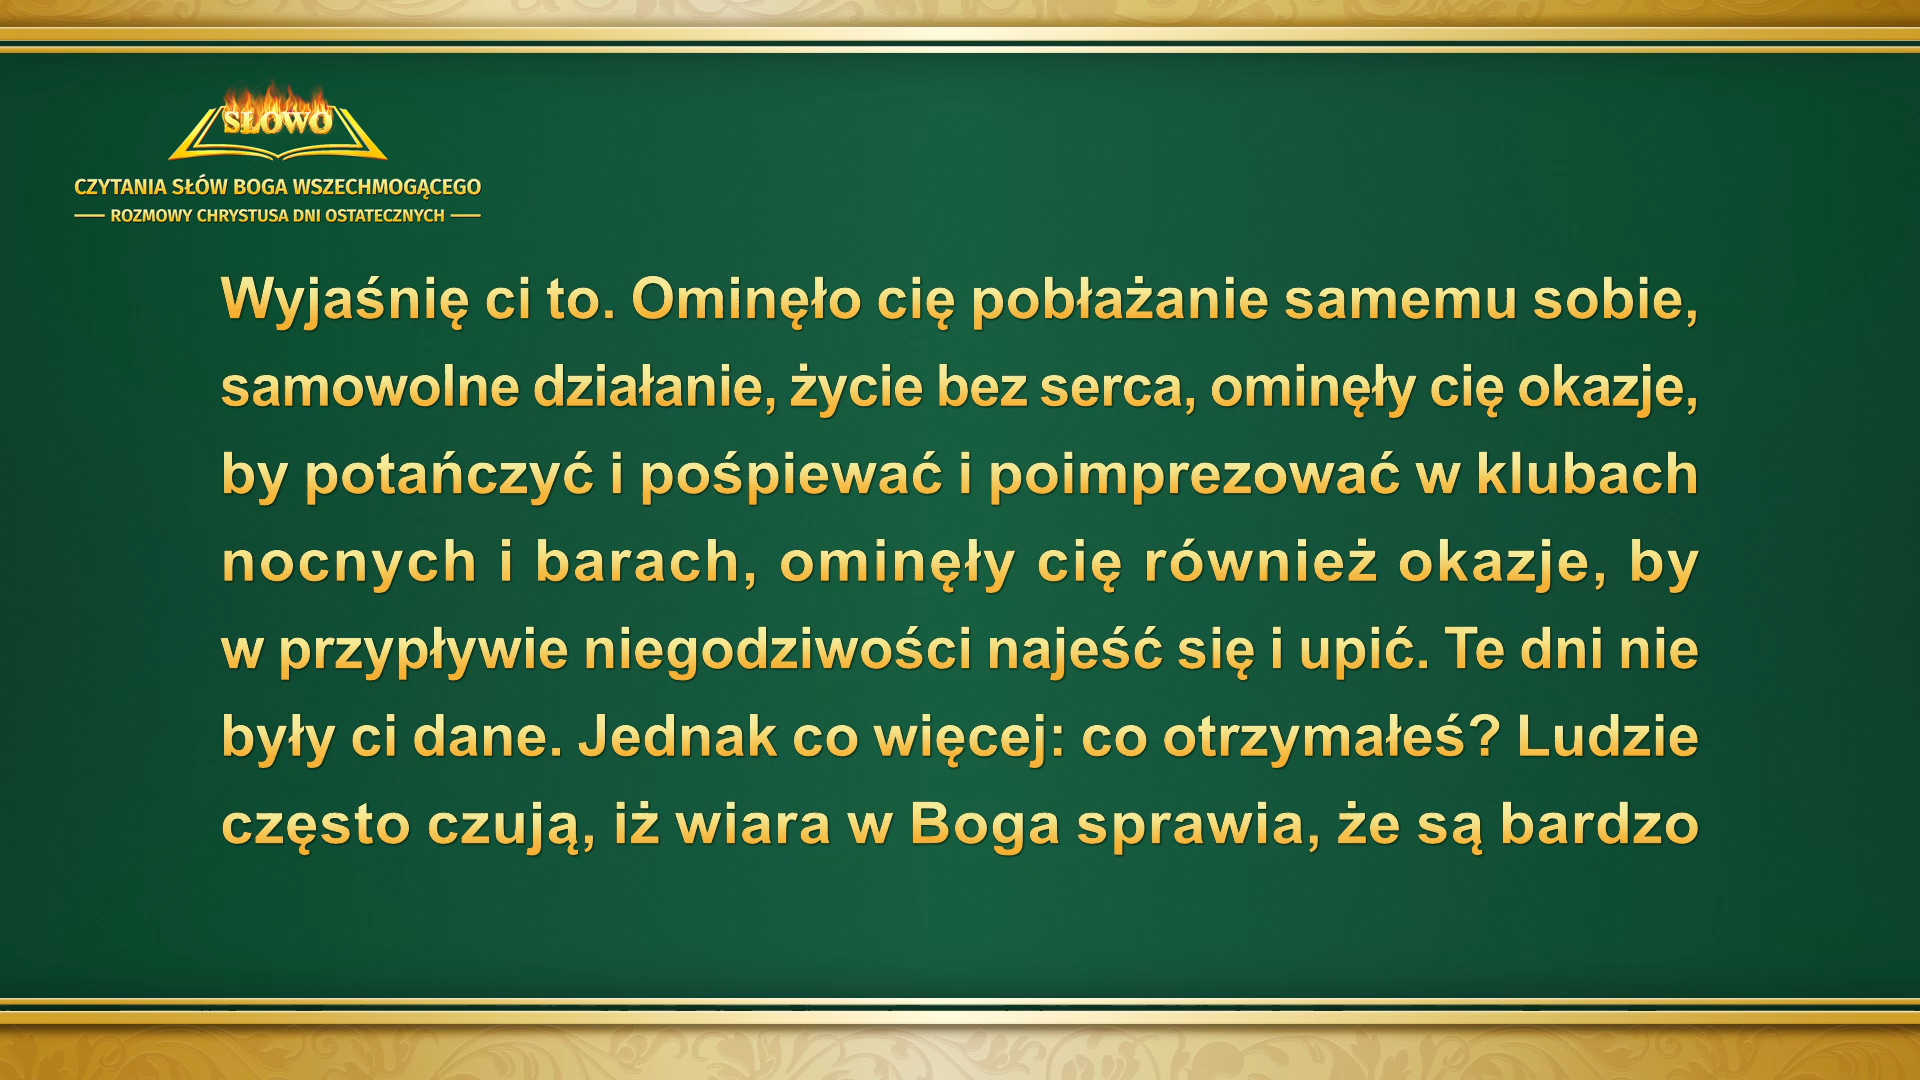 SŁOWO
CZYTANIA SŁÓW BOGA WSZECHMOGĄCEGO
ROZMOWY CHRYSTUSA DNI OSTATECZNYCH
Wyjaśnię ci to. Ominęło cię pobłażanie samemu sobie,
samowolne działanie, życie bez serca, ominęły cię okazje,
by potańczyć i pośpiewać i poimprezować w klubach
nocnych i barach, ominęły cię również okazje, by
w przypływie niegodziwości najeść się i upić. Te dni nie
były ci dane. Jednak co więcej: co otrzymałeś? Ludzie
często czują, iż wiara w Boga sprawia, że są bardzo